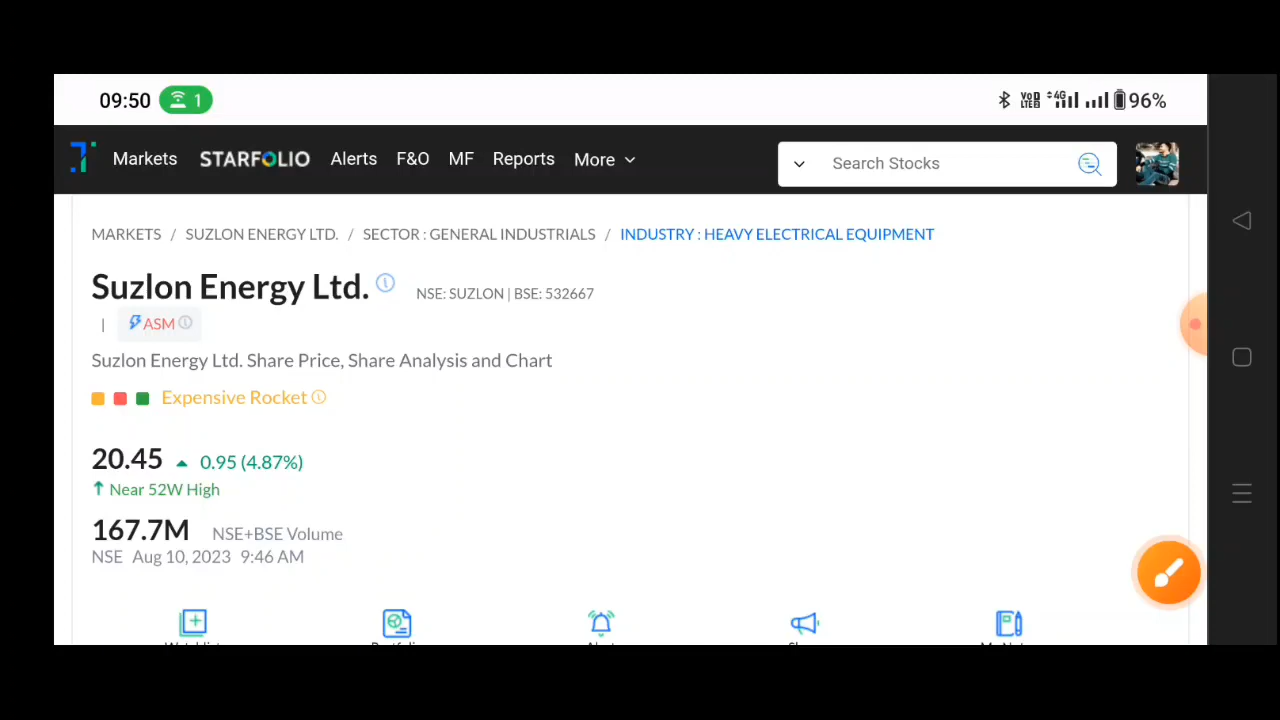 09:50 1 VoD LTE 4G 96%
Markets STARFOLIO Alerts F&O MF Reports More Search Stocks
MARKETS / SUZLON ENERGY LTD. / SECTOR : GENERAL INDUSTRIALS / INDUSTRY : HEAVY ELECTRICAL EQUIPMENT
Suzlon Energy Ltd. NSE: SUZLON | BSE: 532667
| ASM
Suzlon Energy Ltd. Share Price, Share Analysis and Chart
Expensive Rocket
20.45 0.95 (4.87%)
Near 52W High
167.7M NSE+BSE Volume
NSE Aug 10, 2023 9:46 AM